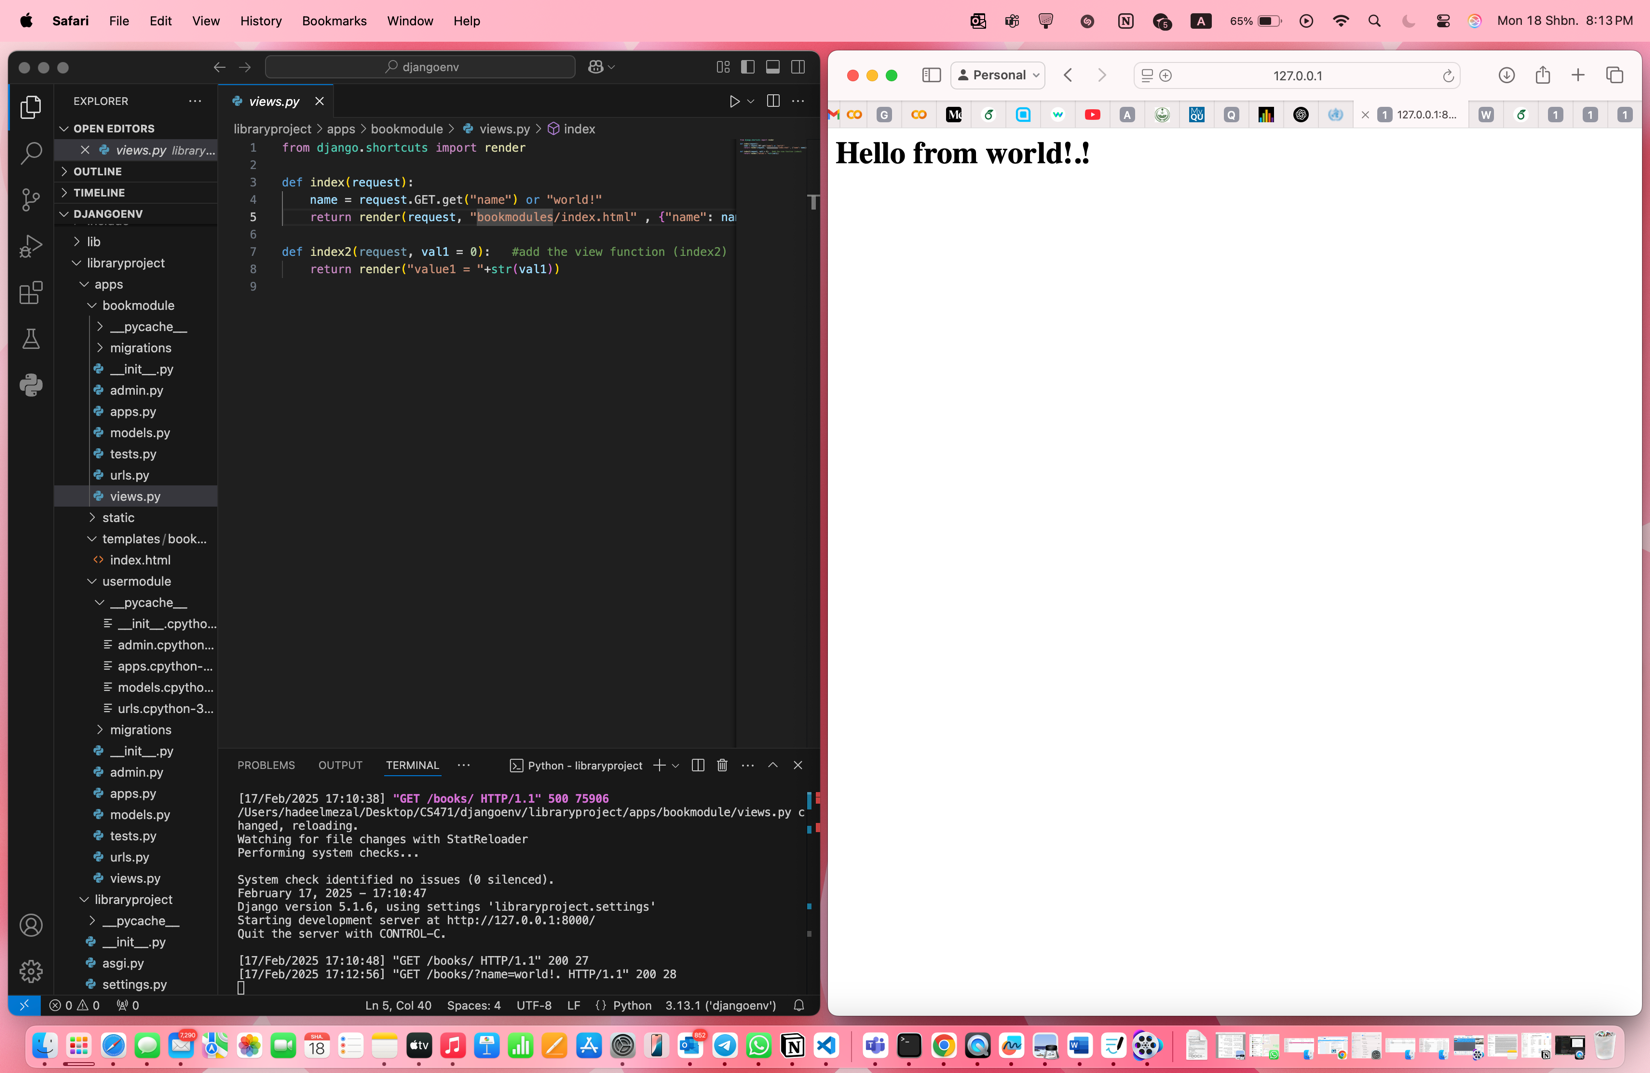 Safari File Edit View History Bookmarks Window Help 65% Mon 18 Shbn. 8:13 PM
djangoenv
EXPLORER
OPEN EDITORS
views.py library...
OUTLINE
TIMELINE
DJANGOENV
lib
libraryproject
apps
bookmodule
__pycache__
migrations
__init__.py
admin.py
apps.py
models.py
tests.py
urls.py
views.py
static
templates/book...
index.html
usermodule
__pycache__
__init__.cpytho...
admin.cpython...
apps.cpython-...
models.cpytho...
urls.cpython-3...
migrations
__init__.py
admin.py
apps.py
models.py
tests.py
urls.py
views.py
libraryproject
__pycache__
__init__.py
asgi.py
settings.py
views.py
libraryproject > apps > bookmodule > views.py > index
1 from django.shortcuts import render
2
3 def index(request):
4 name = request.GET.get("name") or "world!"
5 return render(request, "bookmodules/index.html" , {"name": nam
6
7 def index2(request, val1 = 0): #add the view function (index2)
8 return render("value1 = "+str(val1))
9
PROBLEMS OUTPUT TERMINAL Python - libraryproject
[17/Feb/2025 17:10:38] "GET /books/ HTTP/1.1" 500 75906
/Users/hadeelmezal/Desktop/CS471/djangoenv/libraryproject/apps/bookmodule/views.py c
hanged, reloading.
Watching for file changes with StatReloader
Performing system checks...
System check identified no issues (0 silenced).
February 17, 2025 - 17:10:47
Django version 5.1.6, using settings 'libraryproject.settings'
Starting development server at http://127.0.0.1:8000/
Quit the server with CONTROL-C.
[17/Feb/2025 17:10:48] "GET /books/ HTTP/1.1" 200 27
[17/Feb/2025 17:12:56] "GET /books/?name=world!. HTTP/1.1" 200 28
0 0 0 Ln 5, Col 40 Spaces: 4 UTF-8 LF {} Python 3.13.1 ('djangoenv')
Personal 127.0.0.1
1 127.0.0.1:8...
Hello from world!.!
7,290
SHA. 18
tv
852